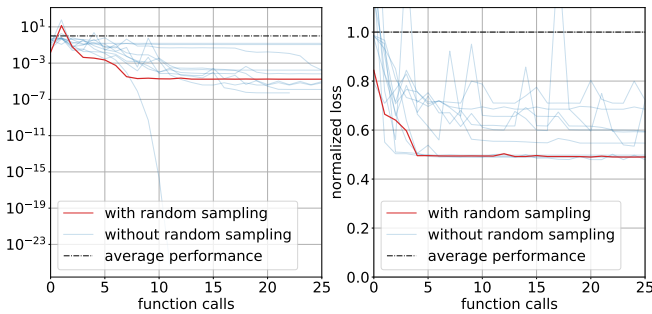 10^1
10^−3
10^−7
10^−11
10^−15
10^−19
10^−23
with random sampling
without random sampling
average performance
0 5 10 15 20 25
function calls
normalized loss
1.0
0.8
0.6
0.4
0.2
0.0
with random sampling
without random sampling
average performance
0 5 10 15 20 25
function calls